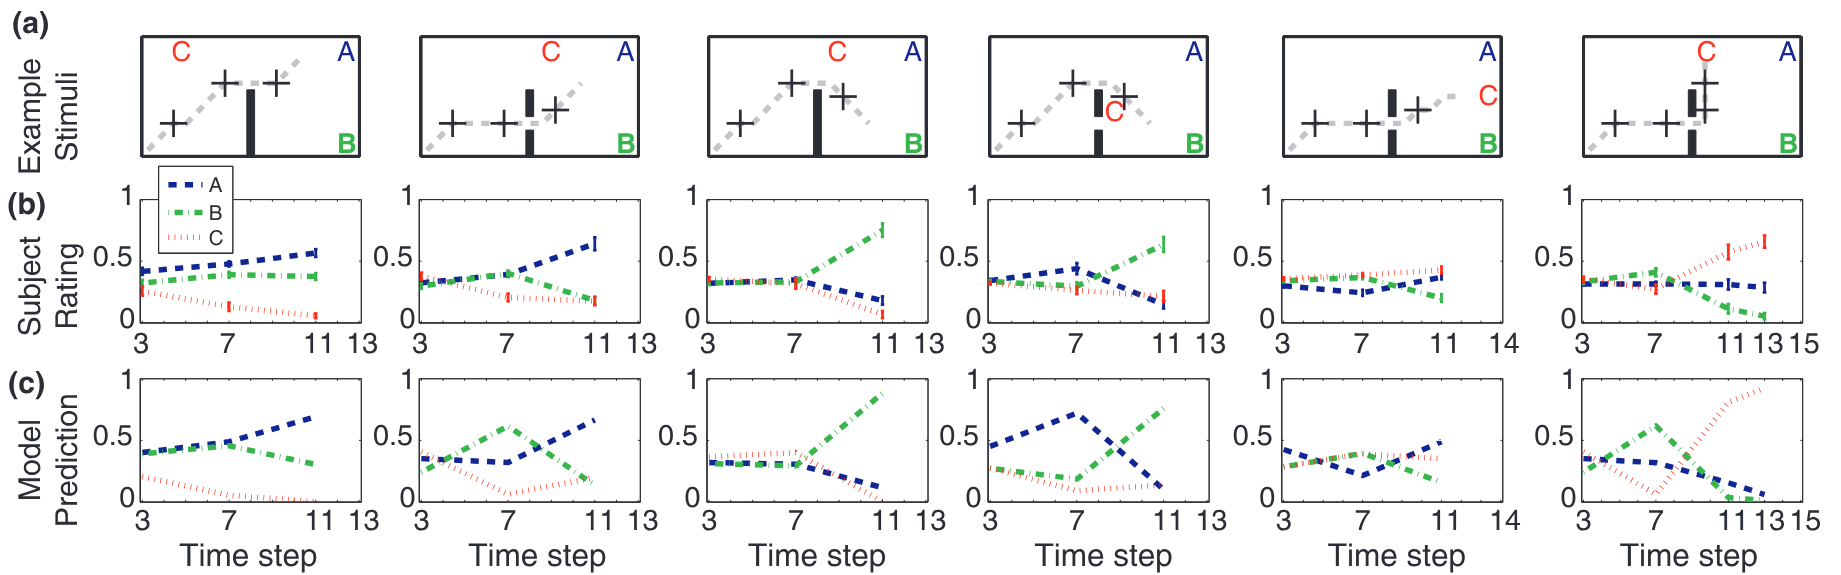 (a)
Example
Stimuli
C A B
C A B
C A B
A C B
A C B
C A B
A
B
C
(b)
Subject
Rating
1 1 1 1 1 1
0.5 0.5 0.5 0.5 0.5 0.5
0 0 0 0 0 0
3 7 11 13 3 7 11 13 3 7 11 13 3 7 11 13 3 7 11 14 3 7 11 13 15
(c)
Model
Prediction
1 1 1 1 1 1
0.5 0.5 0.5 0.5 0.5 0.5
0 0 0 0 0 0
3 7 11 13 3 7 11 13 3 7 11 13 3 7 11 13 3 7 11 14 3 7 11 13 15
Time step Time step Time step Time step Time step Time step